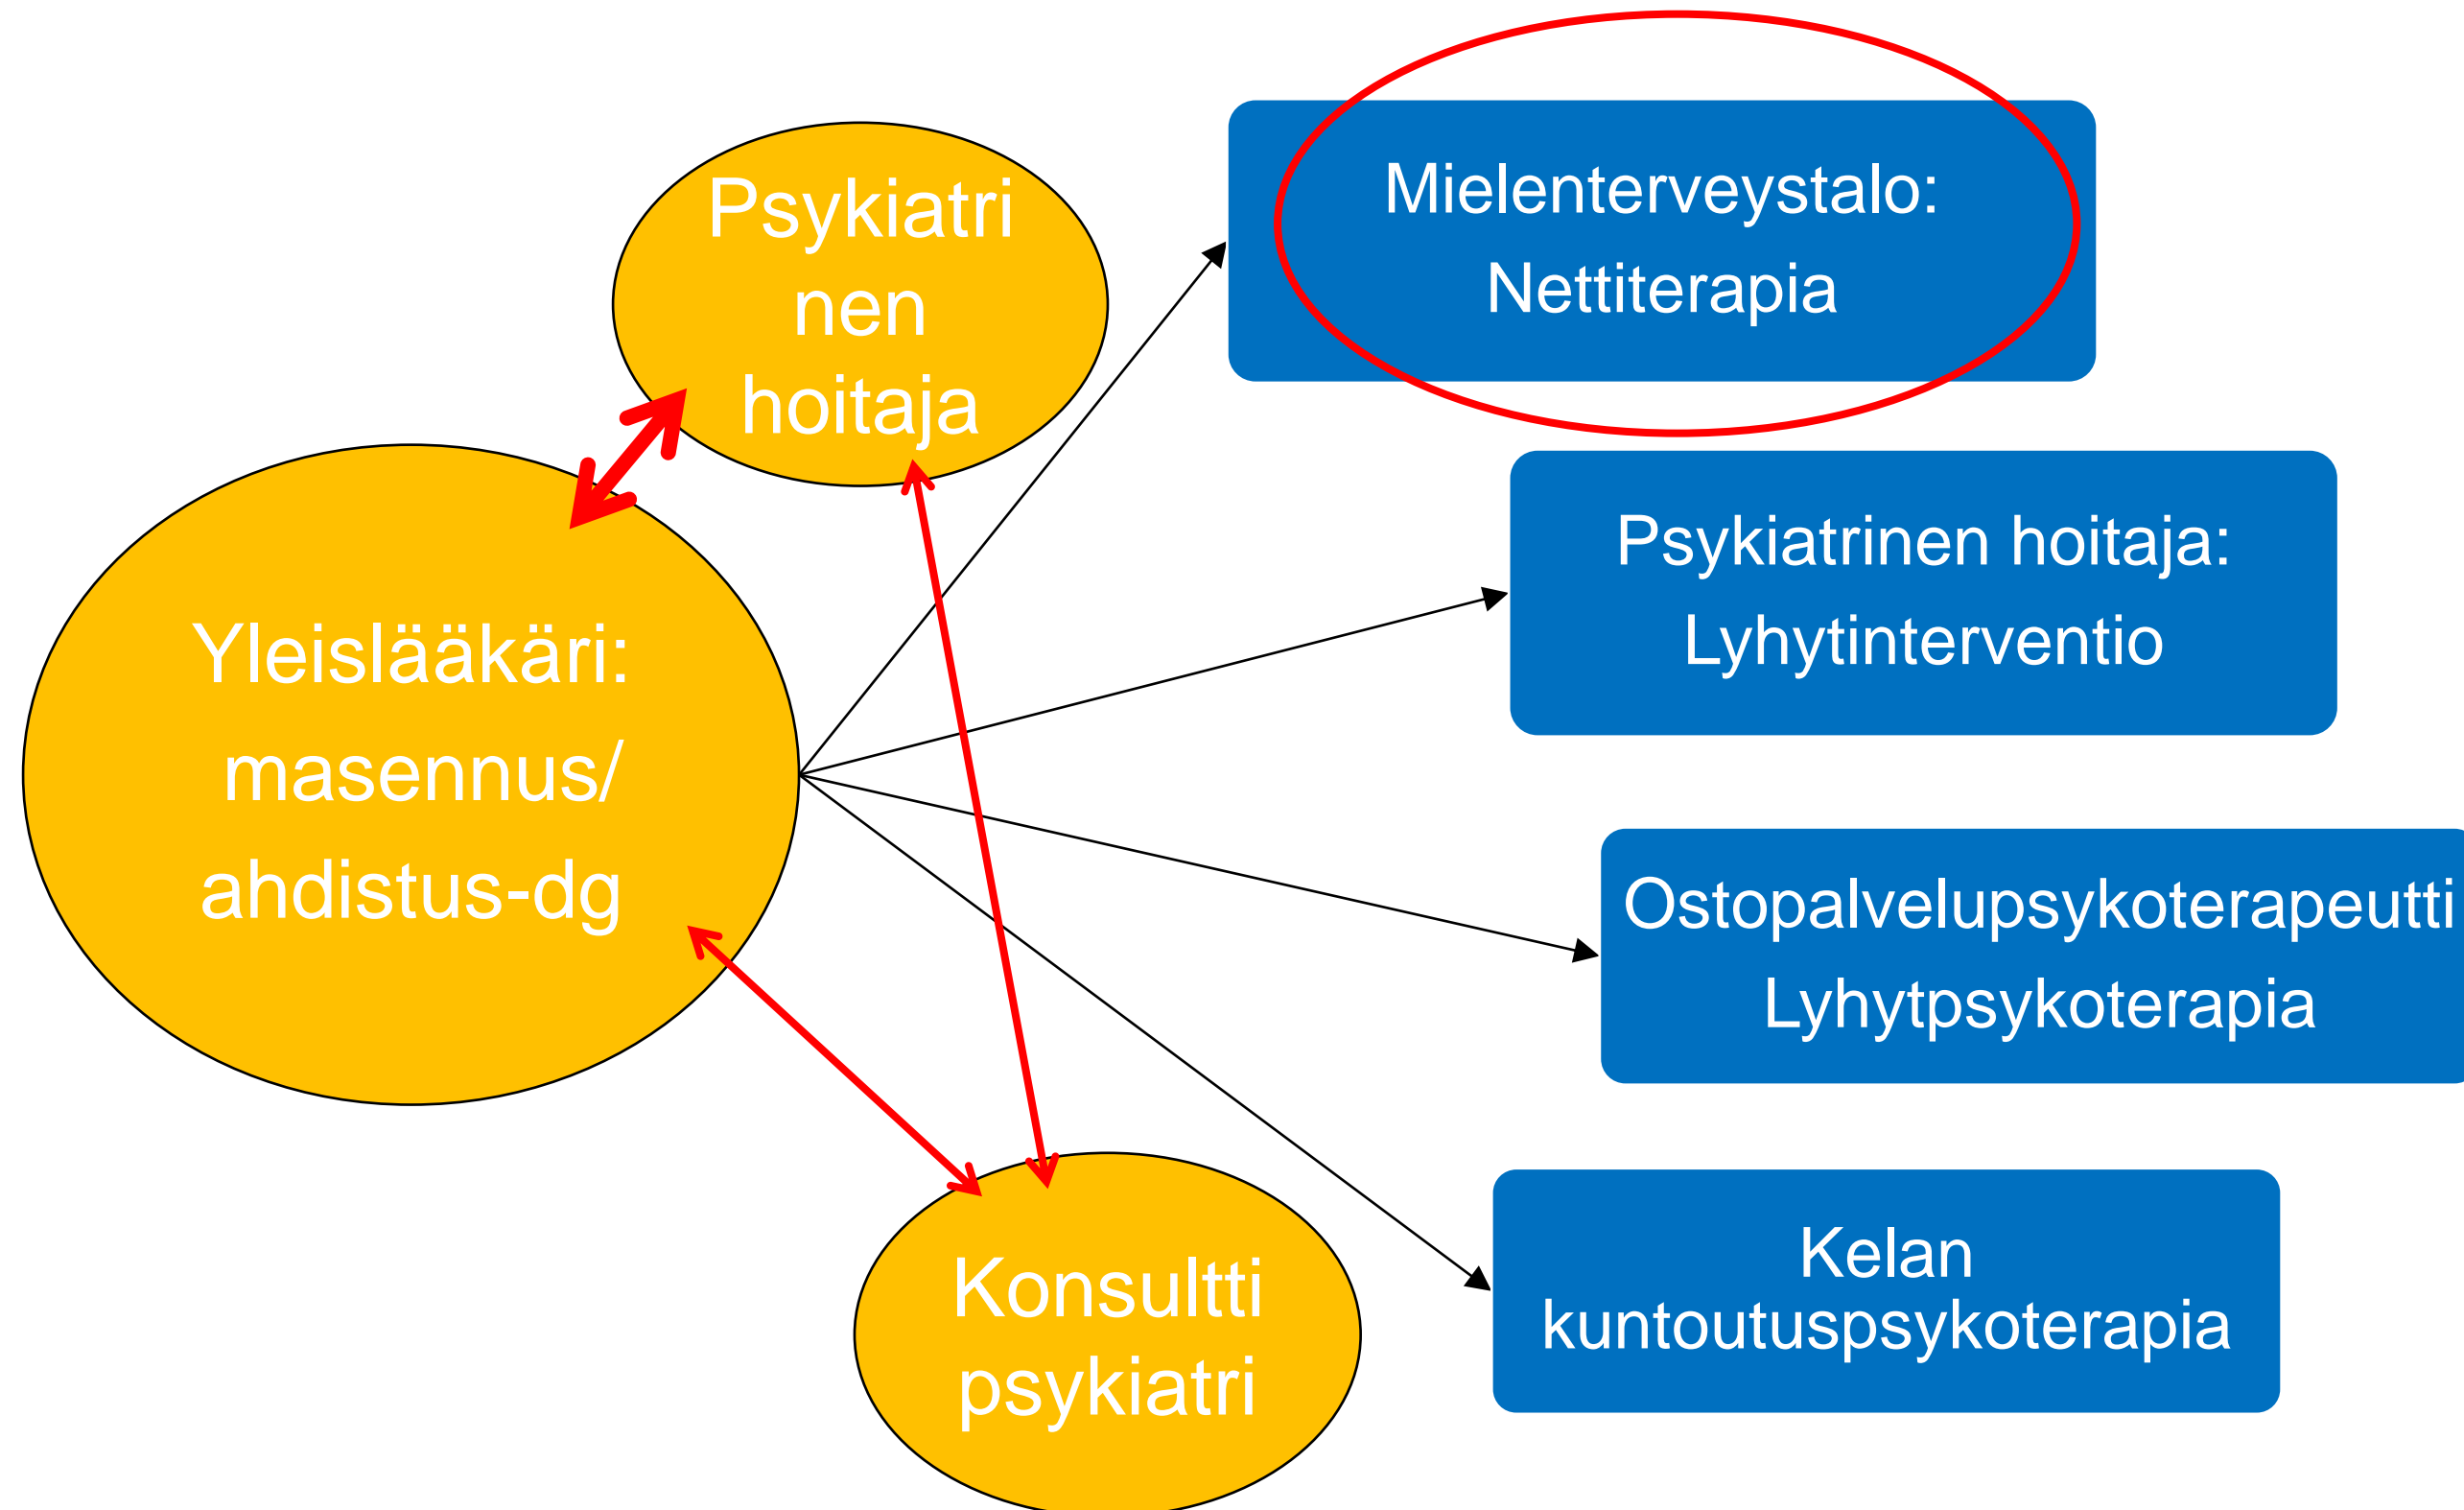 Psykiatri
nen
hoitaja
Yleislääkäri:
masennus/
ahdistus-dg
Konsultti
psykiatri
Mielenterveystalo:
Nettiterapia
Psykiatrinen hoitaja:
Lyhytinterventio
Ostopalvelupsykoterapeutti
Lyhytpsykoterapia
Kelan
kuntoutuspsykoterapia